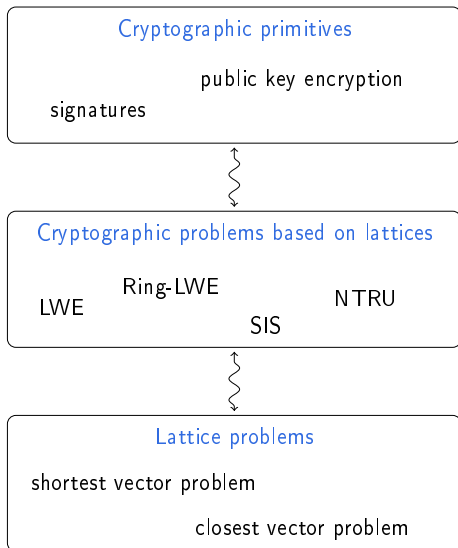 Cryptographic primitives
public key encryption
signatures
Cryptographic problems based on lattices
Ring-LWE
LWE
NTRU
SIS
Lattice problems
shortest vector problem
closest vector problem